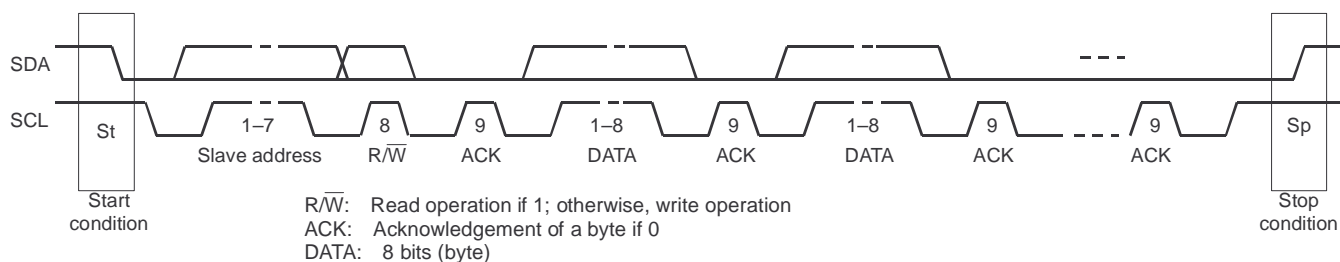 SDA
SCL
St 1–7 8 9 1–8 9 1–8 9 9 Sp
Slave address R/W̅ ACK DATA ACK DATA ACK ACK
Start condition
Stop condition
R/W̅: Read operation if 1; otherwise, write operation
ACK: Acknowledgement of a byte if 0
DATA: 8 bits (byte)